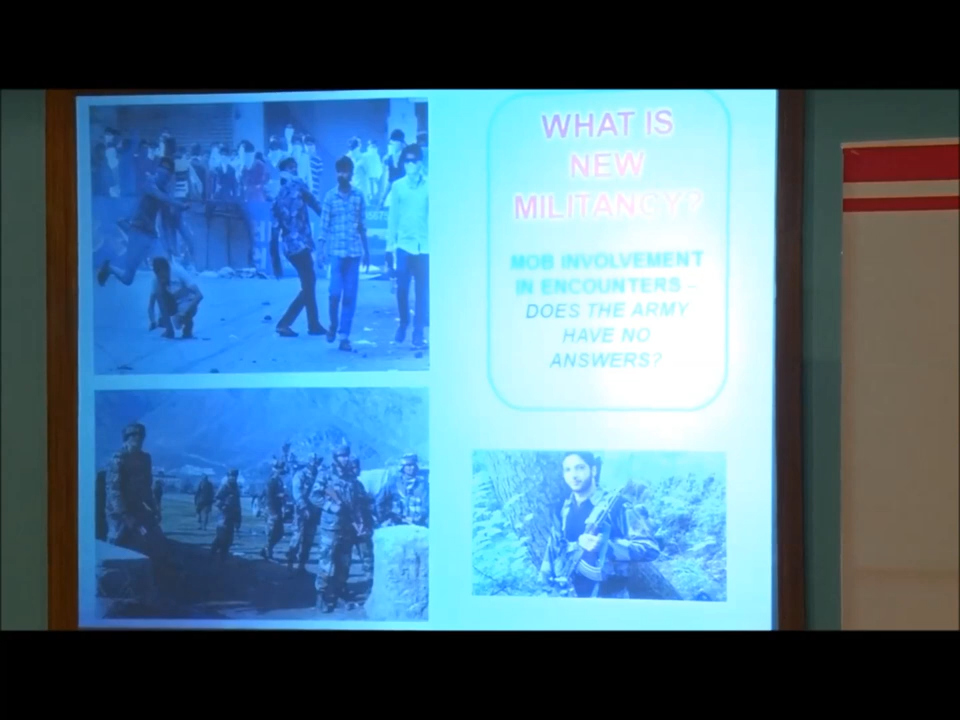 WHAT IS
NEW
MILITANCY?
MOB INVOLVEMENT
IN ENCOUNTERS –
DOES THE ARMY
HAVE NO
ANSWERS?